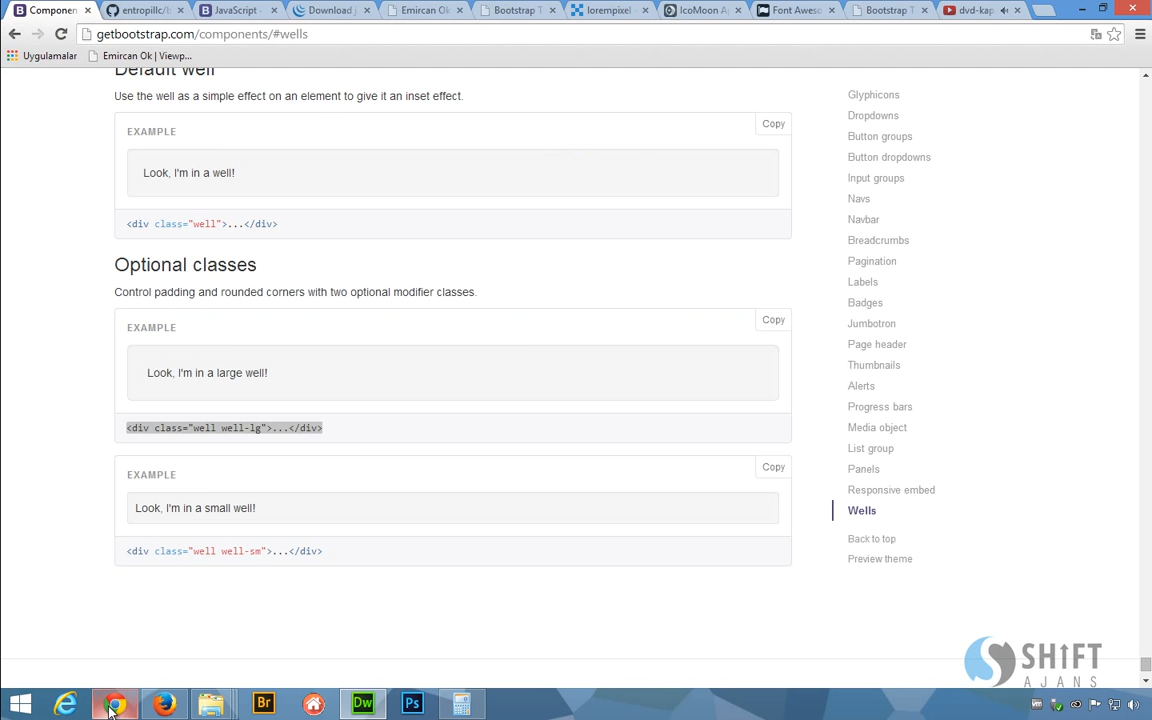 Componen
entropillc/b
JavaScript ·
Download j
Emircan Ok
Bootstrap T
lorempixel -
IcoMoon A
Font Aweso
Bootstrap T
dvd-kap
getbootstrap.com/components/#wells
Uygulamalar
Emircan Ok | Viewp...
Default well
Use the well as a simple effect on an element to give it an inset effect.
EXAMPLE
Copy
Look, I'm in a well!
<div class="well">...</div>
Optional classes
Control padding and rounded corners with two optional modifier classes.
EXAMPLE
Copy
Look, I'm in a large well!
<div class="well well-lg">...</div>
EXAMPLE
Copy
Look, I'm in a small well!
<div class="well well-sm">...</div>
Glyphicons
Dropdowns
Button groups
Button dropdowns
Input groups
Navs
Navbar
Breadcrumbs
Pagination
Labels
Badges
Jumbotron
Page header
Thumbnails
Alerts
Progress bars
Media object
List group
Panels
Responsive embed
Wells
Back to top
Preview theme
SHIFT
AJANS
Br
Dw
Ps